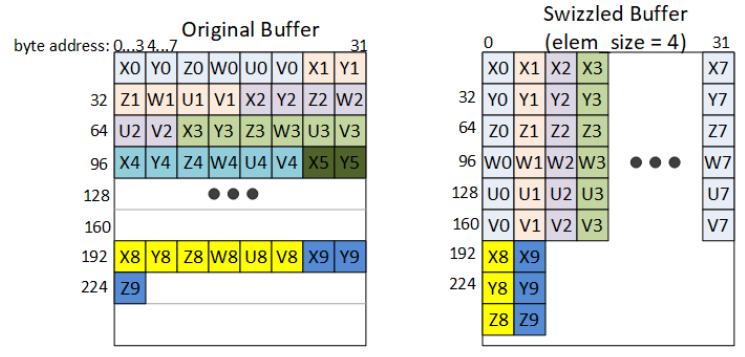 Original Buffer
byte address: 0...3 4...7 31
X0 Y0 Z0 W0 U0 V0 X1 Y1
32 Z1 W1 U1 V1 X2 Y2 Z2 W2
64 U2 V2 X3 Y3 Z3 W3 U3 V3
96 X4 Y4 Z4 W4 U4 V4 X5 Y5
128
160
192 X8 Y8 Z8 W8 U8 V8 X9 Y9
224 Z9
Swizzled Buffer
(elem_size = 4)
0 31
X0 X1 X2 X3 X7
32 Y0 Y1 Y2 Y3 Y7
64 Z0 Z1 Z2 Z3 Z7
96 W0 W1 W2 W3 W7
128 U0 U1 U2 U3 U7
160 V0 V1 V2 V3 V7
192 X8 X9
224 Y8 Y9
Z8 Z9